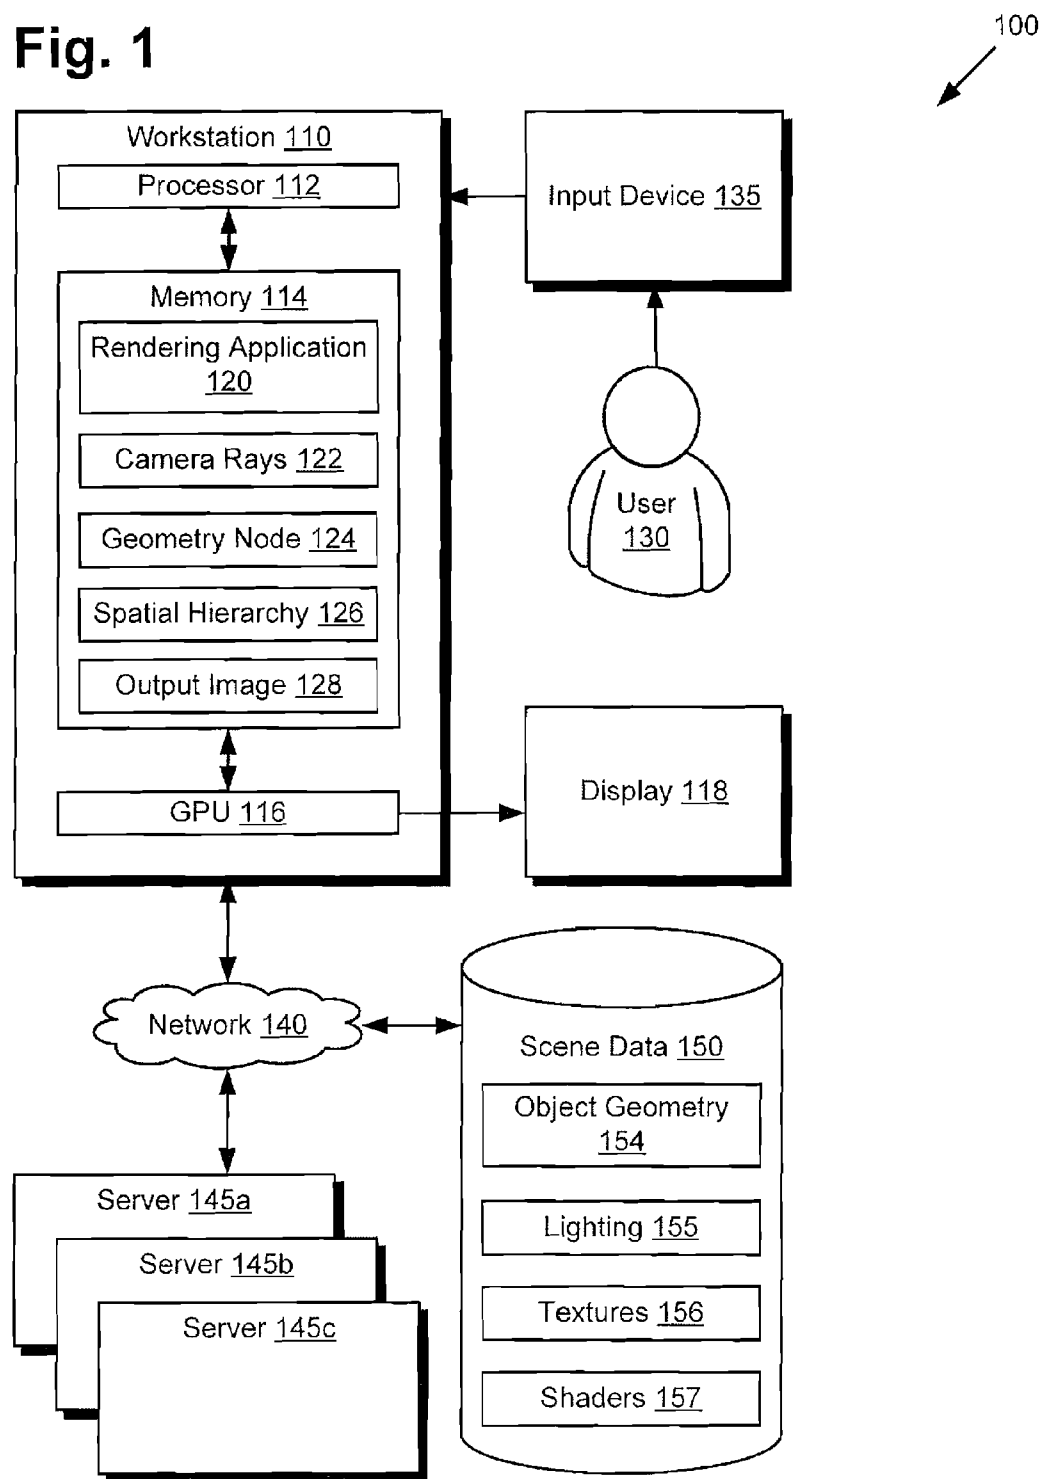 Fig. 1
100
Workstation 110
Processor 112
Memory 114
Rendering Application
120
Camera Rays 122
Geometry Node 124
Spatial Hierarchy 126
Output Image 128
GPU 116
Input Device 135
User
130
Display 118
Network 140
Server 145a
Server 145b
Server 145c
Scene Data 150
Object Geometry
154
Lighting 155
Textures 156
Shaders 157